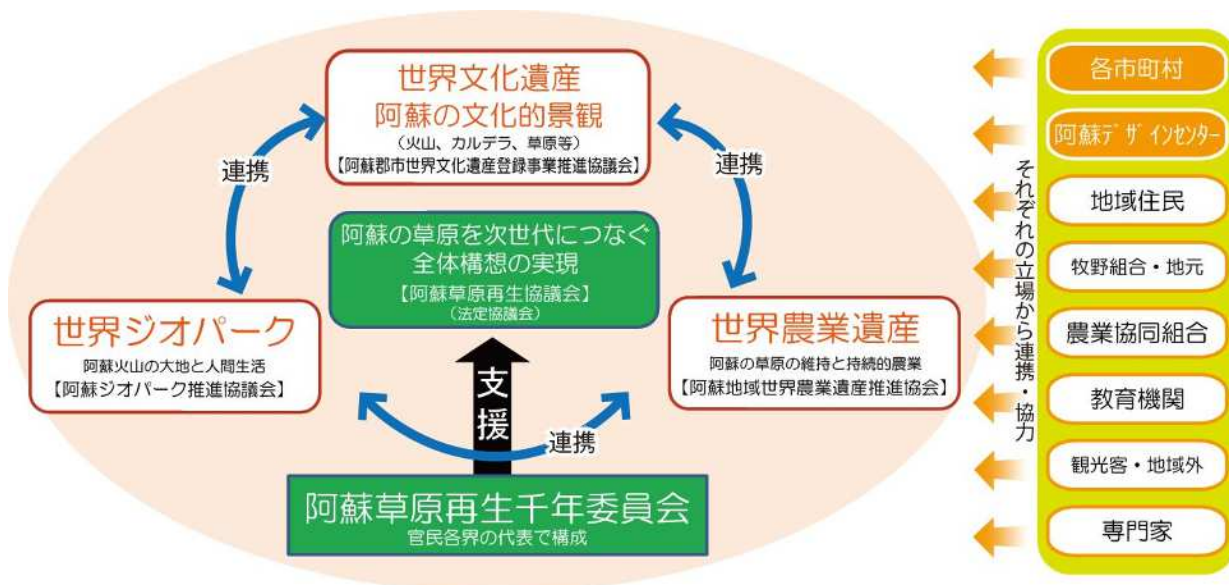 世界文化遺産
阿蘇の文化的景観
(火山、カルデラ、草原等)
【阿蘇郡市世界文化遺産登録事業推進協議会】
連携
連携
阿蘇の草原を次世代につなぐ
全体構想の実現
【阿蘇草原再生協議会】
(法定協議会)
世界ジオパーク
阿蘇火山の大地と人間生活
【阿蘇ジオパーク推進協議会】
世界農業遺産
阿蘇の草原の維持と持続的農業
【阿蘇地域世界農業遺産推進協会】
支援
連携
阿蘇草原再生千年委員会
官民各界の代表で構成
それぞれの立場から連携・協力
各市町村
阿蘇デザインセンター
地域住民
牧野組合・地元
農業協同組合
教育機関
観光客・地域外
専門家